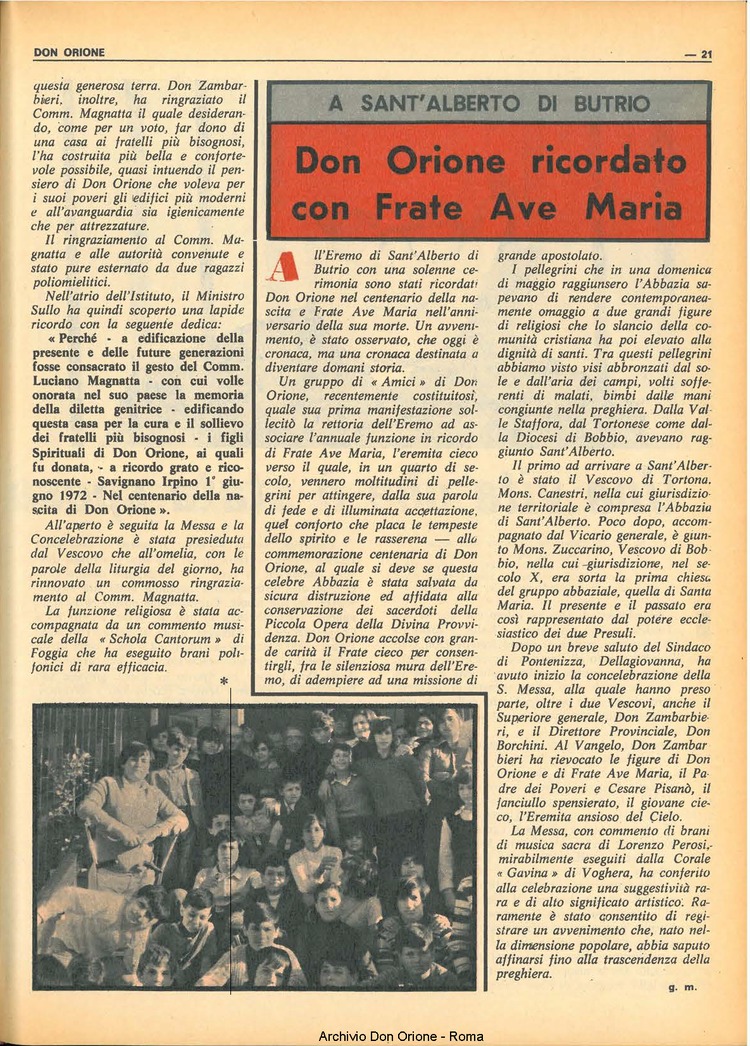 DON ORIONE
— 21
questa generosa terra. Don Zambar-
bieri, inoltre, ha ringraziato il
Comm. Magnatta il quale desideran-
do, come per un voto, far dono di
una casa ai fratelli più bisognosi,
l'ha costruita più bella e conforte-
vole possibile, quasi intuendo il pen-
siero di Don Orione che voleva per
i suoi poveri gli edifici più moderni
e all'avanguardia sia igienicamente
che per attrezzature.
Il ringraziamento al Comm. Ma-
gnatta e alle autorità convenute e
stato pure esternato da due ragazzi
poliomielitici.
Nell'atrio dell'Istituto, il Ministro
Sullo ha quindi scoperto una lapide
ricordo con la seguente dedica:
« Perché - a edificazione della
presente e delle future generazioni
fosse consacrato il gesto del Comm.
Luciano Magnatta - con cui volle
onorata nel suo paese la memoria
della diletta genitrice - edificando
questa casa per la cura e il sollievo
dei fratelli più bisognosi - i figli
Spirituali di Don Orione, ai quali
fu donata, - a ricordo grato e rico-
noscente - Savignano Irpino 1° giu-
gno 1972 - Nel centenario della na-
scita di Don Orione ».
All'aperto è seguita la Messa e la
Concelebrazione è stata presieduta
dal Vescovo che all'omelia, con le
parole della liturgia del giorno, ha
rinnovato un commosso ringrazia-
mento al Comm. Magnatta.
La funzione religiosa è stata ac-
compagnata da un commento musi-
cale della « Schola Cantorum » di
Foggia che ha eseguito brani poli-
fonici di rara efficacia.
*
A SANT'ALBERTO DI BUTRIO
Don Orione ricordato
con Frate Ave Maria
All'Eremo di Sant'Alberto di
Butrio con una solenne ce-
rimonia sono stati ricordati
Don Orione nel centenario della na-
scita e Frate Ave Maria nell'anni-
versario della sua morte. Un avveni-
mento, è stato osservato, che oggi è
cronaca, ma una cronaca destinata a
diventare domani storia.
Un gruppo di « Amici » di Don
Orione, recentemente costituitosi,
quale sua prima manifestazione sol-
lecitò la rettoria dell'Eremo ad as-
sociare l'annuale funzione in ricordo
di Frate Ave Maria, l'eremita cieco
verso il quale, in un quarto di se-
colo, vennero moltitudini di pelle-
grini per attingere, dalla sua parola
di fede e di illuminata accettazione,
quel conforto che placa le tempeste
dello spirito e le rasserena — alla
commemorazione centenaria di Don
Orione, al quale si deve se questa
celebre Abbazia è stata salvata da
sicura distruzione ed affidata alla
conservazione dei sacerdoti della
Piccola Opera della Divina Provvi-
denza. Don Orione accolse con gran-
de carità il Frate cieco per consen-
tirgli, fra le silenziosa mura dell'Ere-
mo, di adempiere ad una missione di
grande apostolato.
I pellegrini che in una domenica
di maggio raggiunsero l'Abbazia sa-
pevano di rendere contemporanea-
mente omaggio a due grandi figure
di religiosi che lo slancio della co-
munità cristiana ha poi elevato alla
dignità di santi. Tra questi pellegrini
abbiamo visto visi abbronzati dal so-
le e dall'aria dei campi, volti soffe-
renti di malati, bimbi dalle mani
congiunte nella preghiera. Dalla Val-
le Staffora, dal Tortonese come dal-
la Diocesi di Bobbio, avevano rag-
giunto Sant'Alberto.
Il primo ad arrivare a Sant'Alber-
to è stato il Vescovo di Tortona,
Mons. Canestri, nella cui giurisdizio-
ne territoriale è compresa l'Abbazia
di Sant'Alberto. Poco dopo, accom-
pagnato dal Vicario generale, è giun-
to Mons. Zuccarino, Vescovo di Bob-
bio, nella cui giurisdizione, nel se-
colo X, era sorta la prima chiesa
del gruppo abbaziale, quella di Santa
Maria. Il presente e il passato era
così rappresentato dal potere eccle-
siastico dei due Presuli.
Dopo un breve saluto del Sindaco
di Pontenizza, Dellagiovanna, ha
avuto inizio la concelebrazione della
S. Messa, alla quale hanno preso
parte, oltre i due Vescovi, anche il
Superiore generale, Don Zambarbie-
ri, e il Direttore Provinciale, Don
Borchini. Al Vangelo, Don Zambar
bieri ha rievocato le figure di Don
Orione e di Frate Ave Maria, il Pa-
dre dei Poveri e Cesare Pisanò, il
fanciullo spensierato, il giovane cie-
co, l'Eremita ansioso del Cielo.
La Messa, con commento di brani
di musica sacra di Lorenzo Perosi,
mirabilmente eseguiti dalla Corale
« Gavina » di Voghera, ha conferito
alla celebrazione una suggestività ra-
ra e di alto significato artistico. Ra-
ramente è stato consentito di regi-
strare un avvenimento che, nato nel-
la dimensione popolare, abbia saputo
affinarsi fino alla trascendenza della
preghiera.
g. m.
Archivio Don Orione - Roma